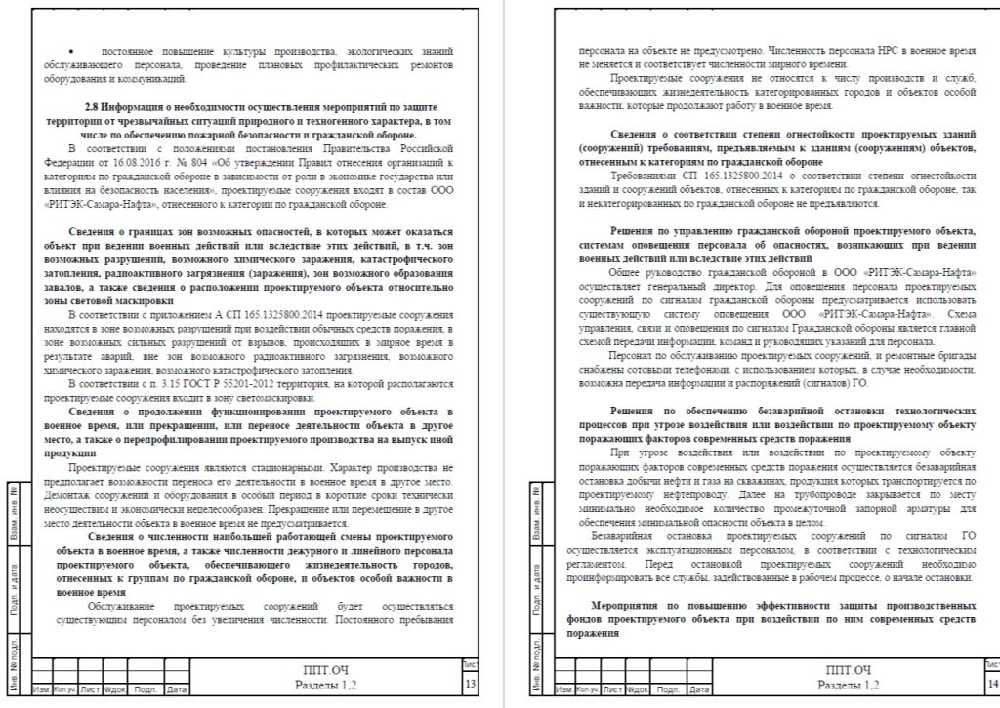 • постоянное повышение культуры производства, экологических знаний
обслуживающего персонала, проведение плановых профилактических ремонтов
оборудования и коммуникаций.
2.8 Информация о необходимости осуществления мероприятий по защите
территории от чрезвычайных ситуаций природного и техногенного характера, в том
числе по обеспечению пожарной безопасности и гражданской обороне.
В соответствии с положениями постановления Правительства Российской
Федерации от 16.08.2016 г. № 804 «Об утверждении Правил отнесения организаций к
категориям по гражданской обороне в зависимости от роли в экономике государства или
влияния на безопасность населения», проектируемые сооружения входят в состав ООО
«РИТЭК-Самара-Нафта», отнесенного к категории по гражданской обороне.
Сведения о границах зон возможных опасностей, в которых может оказаться
объект при ведении военных действий или вследствие этих действий, в т.ч. зон
возможных разрушений, возможного химического заражения, катастрофического
затопления, радиоактивного загрязнения (заражения), зон возможного образования
завалов, а также сведения о расположении проектируемого объекта относительно
зоны световой маскировки
В соответствии с приложением А СП 165.1325800.2014 проектируемые сооружения
находятся в зоне возможных разрушений при воздействии обычных средств поражения, в
зоне возможных сильных разрушений от взрывов, происходящих в мирное время в
результате аварий, вне зон возможного радиоактивного загрязнения, возможного
химического заражения, возможного катастрофического затопления.
В соответствии с п. 3.15 ГОСТ Р 55201-2012 территория, на которой располагаются
проектируемые сооружения входит в зону светомаскировки.
Сведения о продолжении функционировании проектируемого объекта в
военное время, или прекращении, или переносе деятельности объекта в другое
место, а также о перепрофилировании проектируемого производства на выпуск иной
продукции
Проектируемые сооружения являются стационарными. Характер производства не
предполагает возможности переноса его деятельности в военное время в другое место.
Демонтаж сооружений и оборудования в особый период в короткие сроки технически
неосуществим и экономически нецелесообразен. Прекращение или перемещение в другое
место деятельности объекта в военное время не предусматривается.
Сведения о численности наибольшей работающей смены проектируемого
объекта в военное время, а также численности дежурного и линейного персонала
проектируемого объекта, обеспечивающего жизнедеятельность городов,
отнесенных к группам по гражданской обороне, и объектов особой важности в
военное время
Обслуживание проектируемых сооружений будет осуществляться
существующим персоналом без увеличения численности. Постоянного пребывания
Взам. инв. №
Подп. и дата
Инв. № подл.
Изм. Кол.уч. Лист №док Подп. Дата
ППТ.ОЧ
Разделы 1,2
Лист
13
персонала на объекте не предусмотрено. Численность персонала НРС в военное время
не меняется и соответствует численности мирного времени.
Проектируемые сооружения не относятся к числу производств и служб,
обеспечивающих жизнедеятельность категорированных городов и объектов особой
важности, которые продолжают работу в военное время.
Сведения о соответствии степени огнестойкости проектируемых зданий
(сооружений) требованиям, предъявляемым к зданиям (сооружениям) объектов,
отнесенным к категориям по гражданской обороне
Требованиями СП 165.1325800.2014 о соответствии степени огнестойкости
зданий и сооружений объектов, отнесенных к категориям по гражданской обороне, так
и некатегорированных по гражданской обороне не предъявляются.
Решения по управлению гражданской обороной проектируемого объекта,
системам оповещения персонала об опасностях, возникающих при ведении
военных действий или вследствие этих действий
Общее руководство гражданской обороной в ООО «РИТЭК-Самара-Нафта»
осуществляет генеральный директор. Для оповещения персонала проектируемых
сооружений по сигналам гражданской обороны предусматривается использовать
существующую систему оповещения ООО «РИТЭК-Самара-Нафта». Схема
управления, связи и оповещения по сигналам Гражданской обороны является главной
схемой передачи информации, команд и руководящих указаний для персонала.
Персонал по обслуживанию проектируемых сооружений, и ремонтные бригады
снабжены сотовыми телефонами, с использованием которых, в случае необходимости,
возможна передача информации и распоряжений (сигналов) ГО.
Решения по обеспечению безаварийной остановки технологических
процессов при угрозе воздействия или воздействии по проектируемому объекту
поражающих факторов современных средств поражения
При угрозе воздействия или воздействии по проектируемому объекту
поражающих факторов современных средств поражения осуществляется безаварийная
остановка добычи нефти и газа на скважинах, продукция которых транспортируется по
проектируемому нефтепроводу. Далее на трубопроводе закрывается по месту
минимально необходимое количество промежуточной запорной арматуры для
обеспечения минимальной опасности объекта в целом.
Безаварийная остановка проектируемых сооружений по сигналам ГО
осуществляется эксплуатационным персоналом, в соответствии с технологическим
регламентом. Перед остановкой проектируемых сооружений необходимо
проинформировать все службы, задействованные в рабочем процессе, о начале остановки.
Мероприятия по повышению эффективности защиты производственных
фондов проектируемого объекта при воздействии по ним современных средств
поражения
Взам. инв. №
Подп. и дата
Инв. № подл.
Изм. Кол.уч. Лист №док Подп. Дата
ППТ.ОЧ
Разделы 1,2
Лист
14